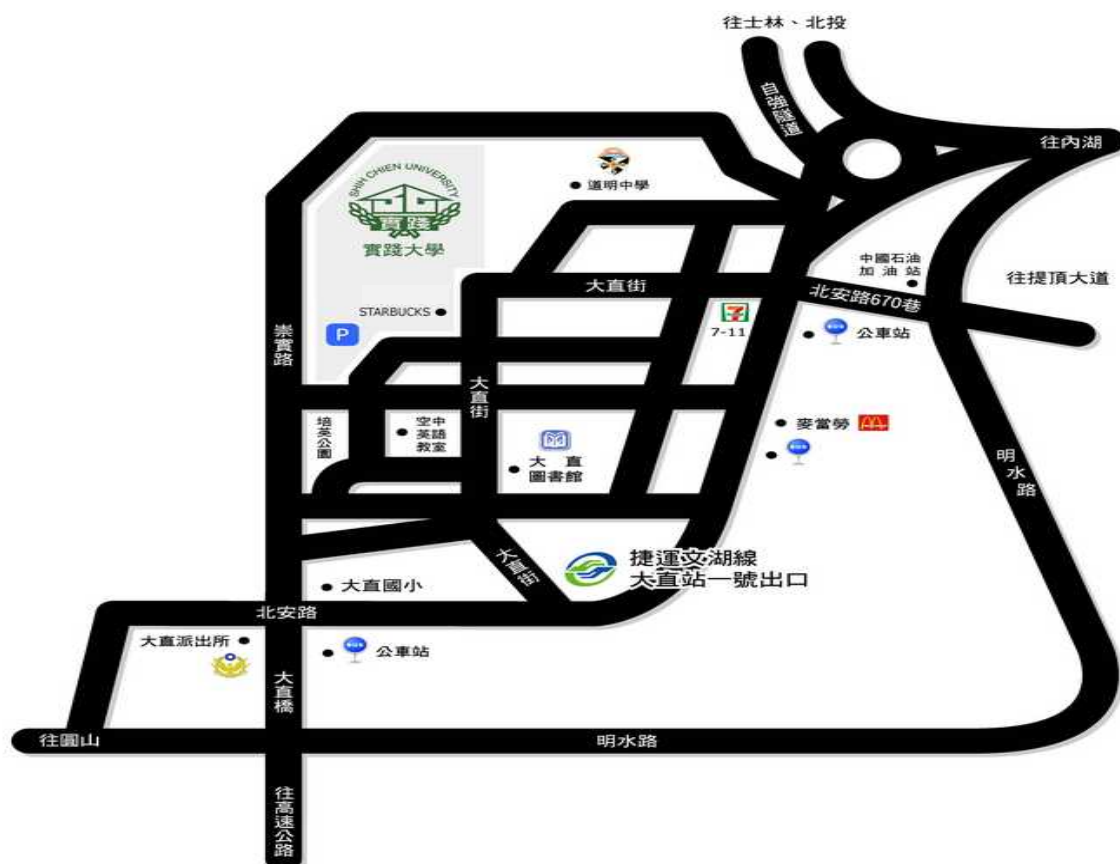 往士林、北投
自強隧道
往內湖
SHIH CHIEN UNIVERSITY
實踐
實踐大學
道明中學
中國石油
加油站
往提頂大道
大直街
北安路670巷
STARBUCKS
P
7
7-11
BUS
公車站
崇實路
大直街
培英公園
空中
英語
教室
大直
圖書館
麥當勞
BUS
明水路
大直街
捷運文湖線
大直站一號出口
大直國小
北安路
大直派出所
BUS
公車站
大直橋
往圓山
明水路
往高速公路